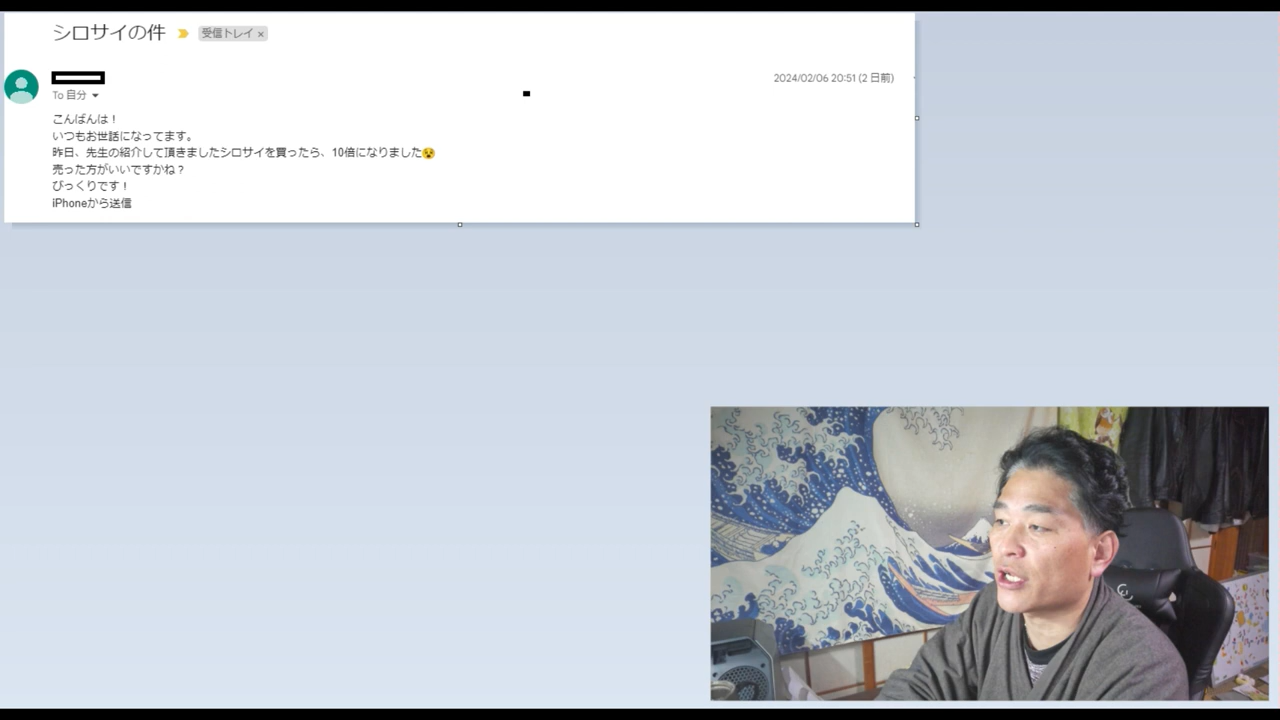 シロサイの件
受信トレイ ×
2024/02/06 20:51 (2 日前)
To 自分
こんばんは！
いつもお世話になってます。
昨日、先生の紹介して頂きましたシロサイを買ったら、10倍になりました😵
売った方がいいですかね？
びっくりです！
iPhoneから送信